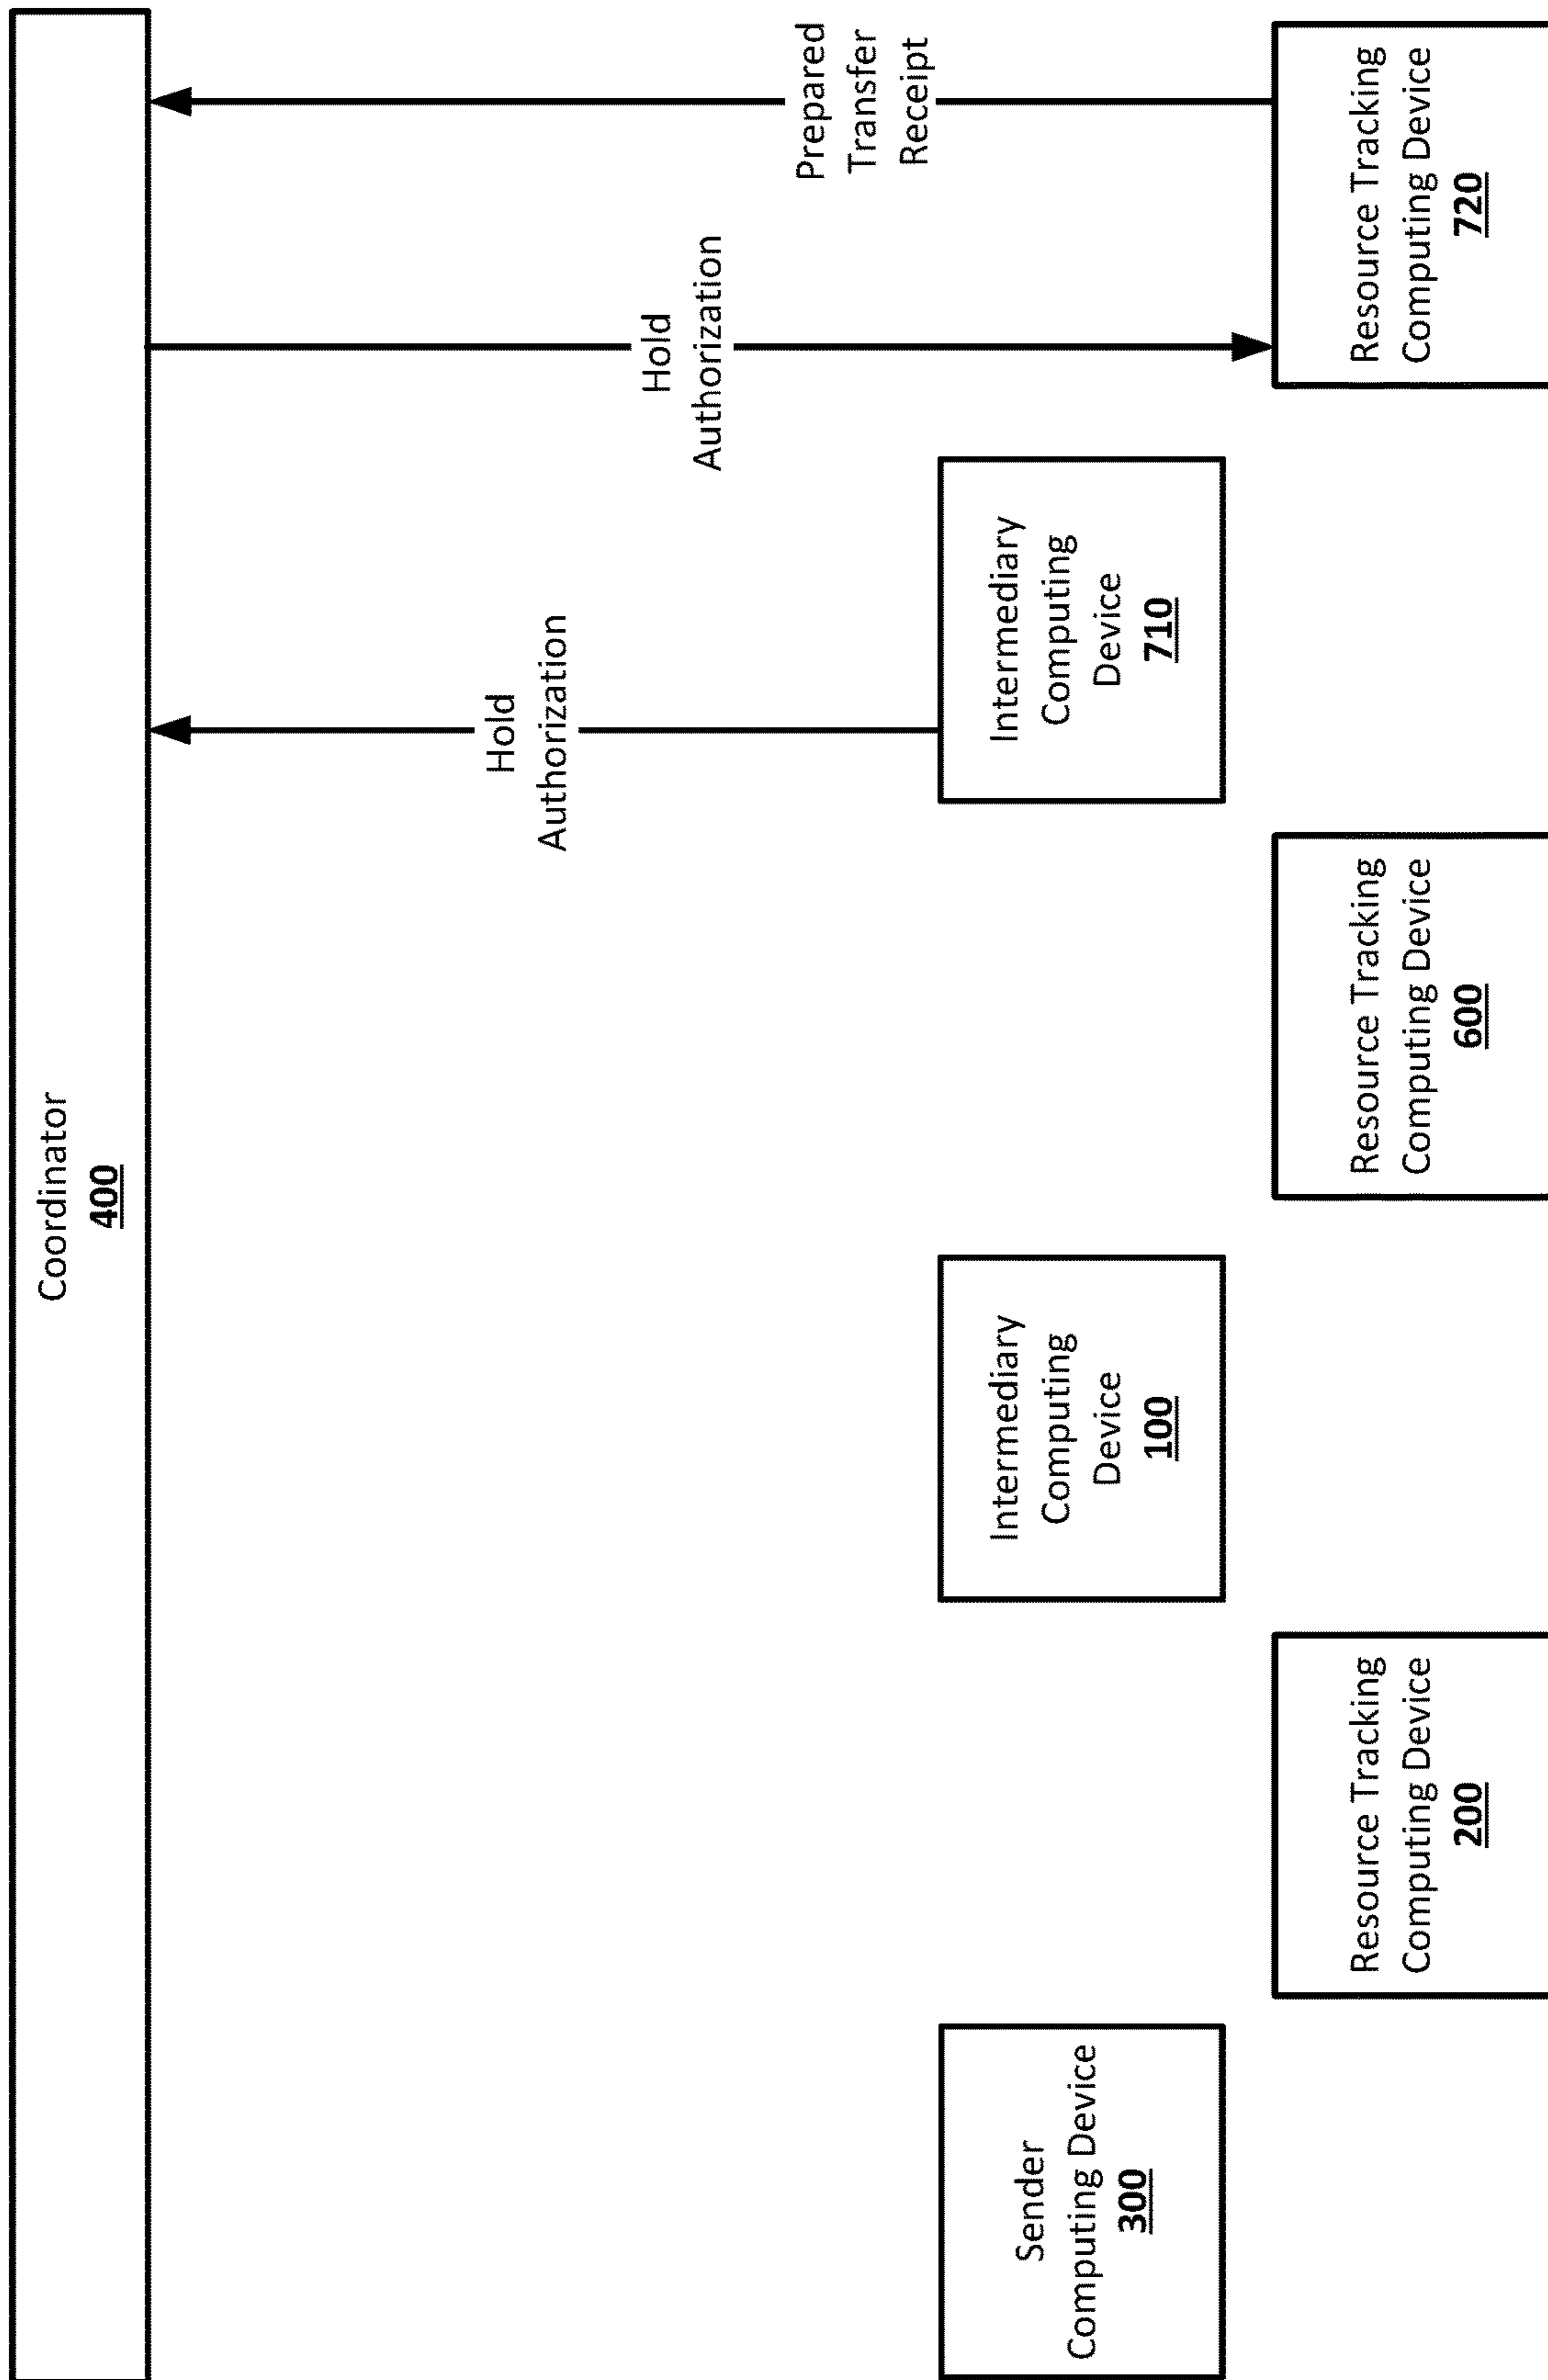 Coordinator
400
Hold
Authorization
Hold
Authorization
Prepared
Transfer
Receipt
Sender
Computing Device
300
Intermediary
Computing
Device
100
Intermediary
Computing
Device
710
Resource Tracking
Computing Device
200
Resource Tracking
Computing Device
600
Resource Tracking
Computing Device
720